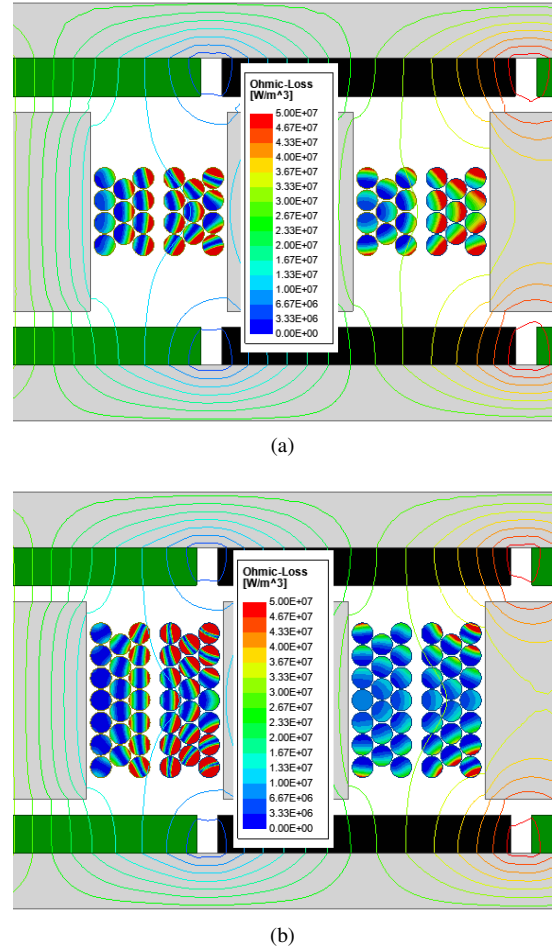 Ohmic-Loss
[W/m^3]
5.00E+07
4.67E+07
4.33E+07
4.00E+07
3.67E+07
3.33E+07
3.00E+07
2.67E+07
2.33E+07
2.00E+07
1.67E+07
1.33E+07
1.00E+07
6.67E+06
3.33E+06
0.00E+00
(a)
Ohmic-Loss
[W/m^3]
5.00E+07
4.67E+07
4.33E+07
4.00E+07
3.67E+07
3.33E+07
3.00E+07
2.67E+07
2.33E+07
2.00E+07
1.67E+07
1.33E+07
1.00E+07
6.67E+06
3.33E+06
0.00E+00
(b)